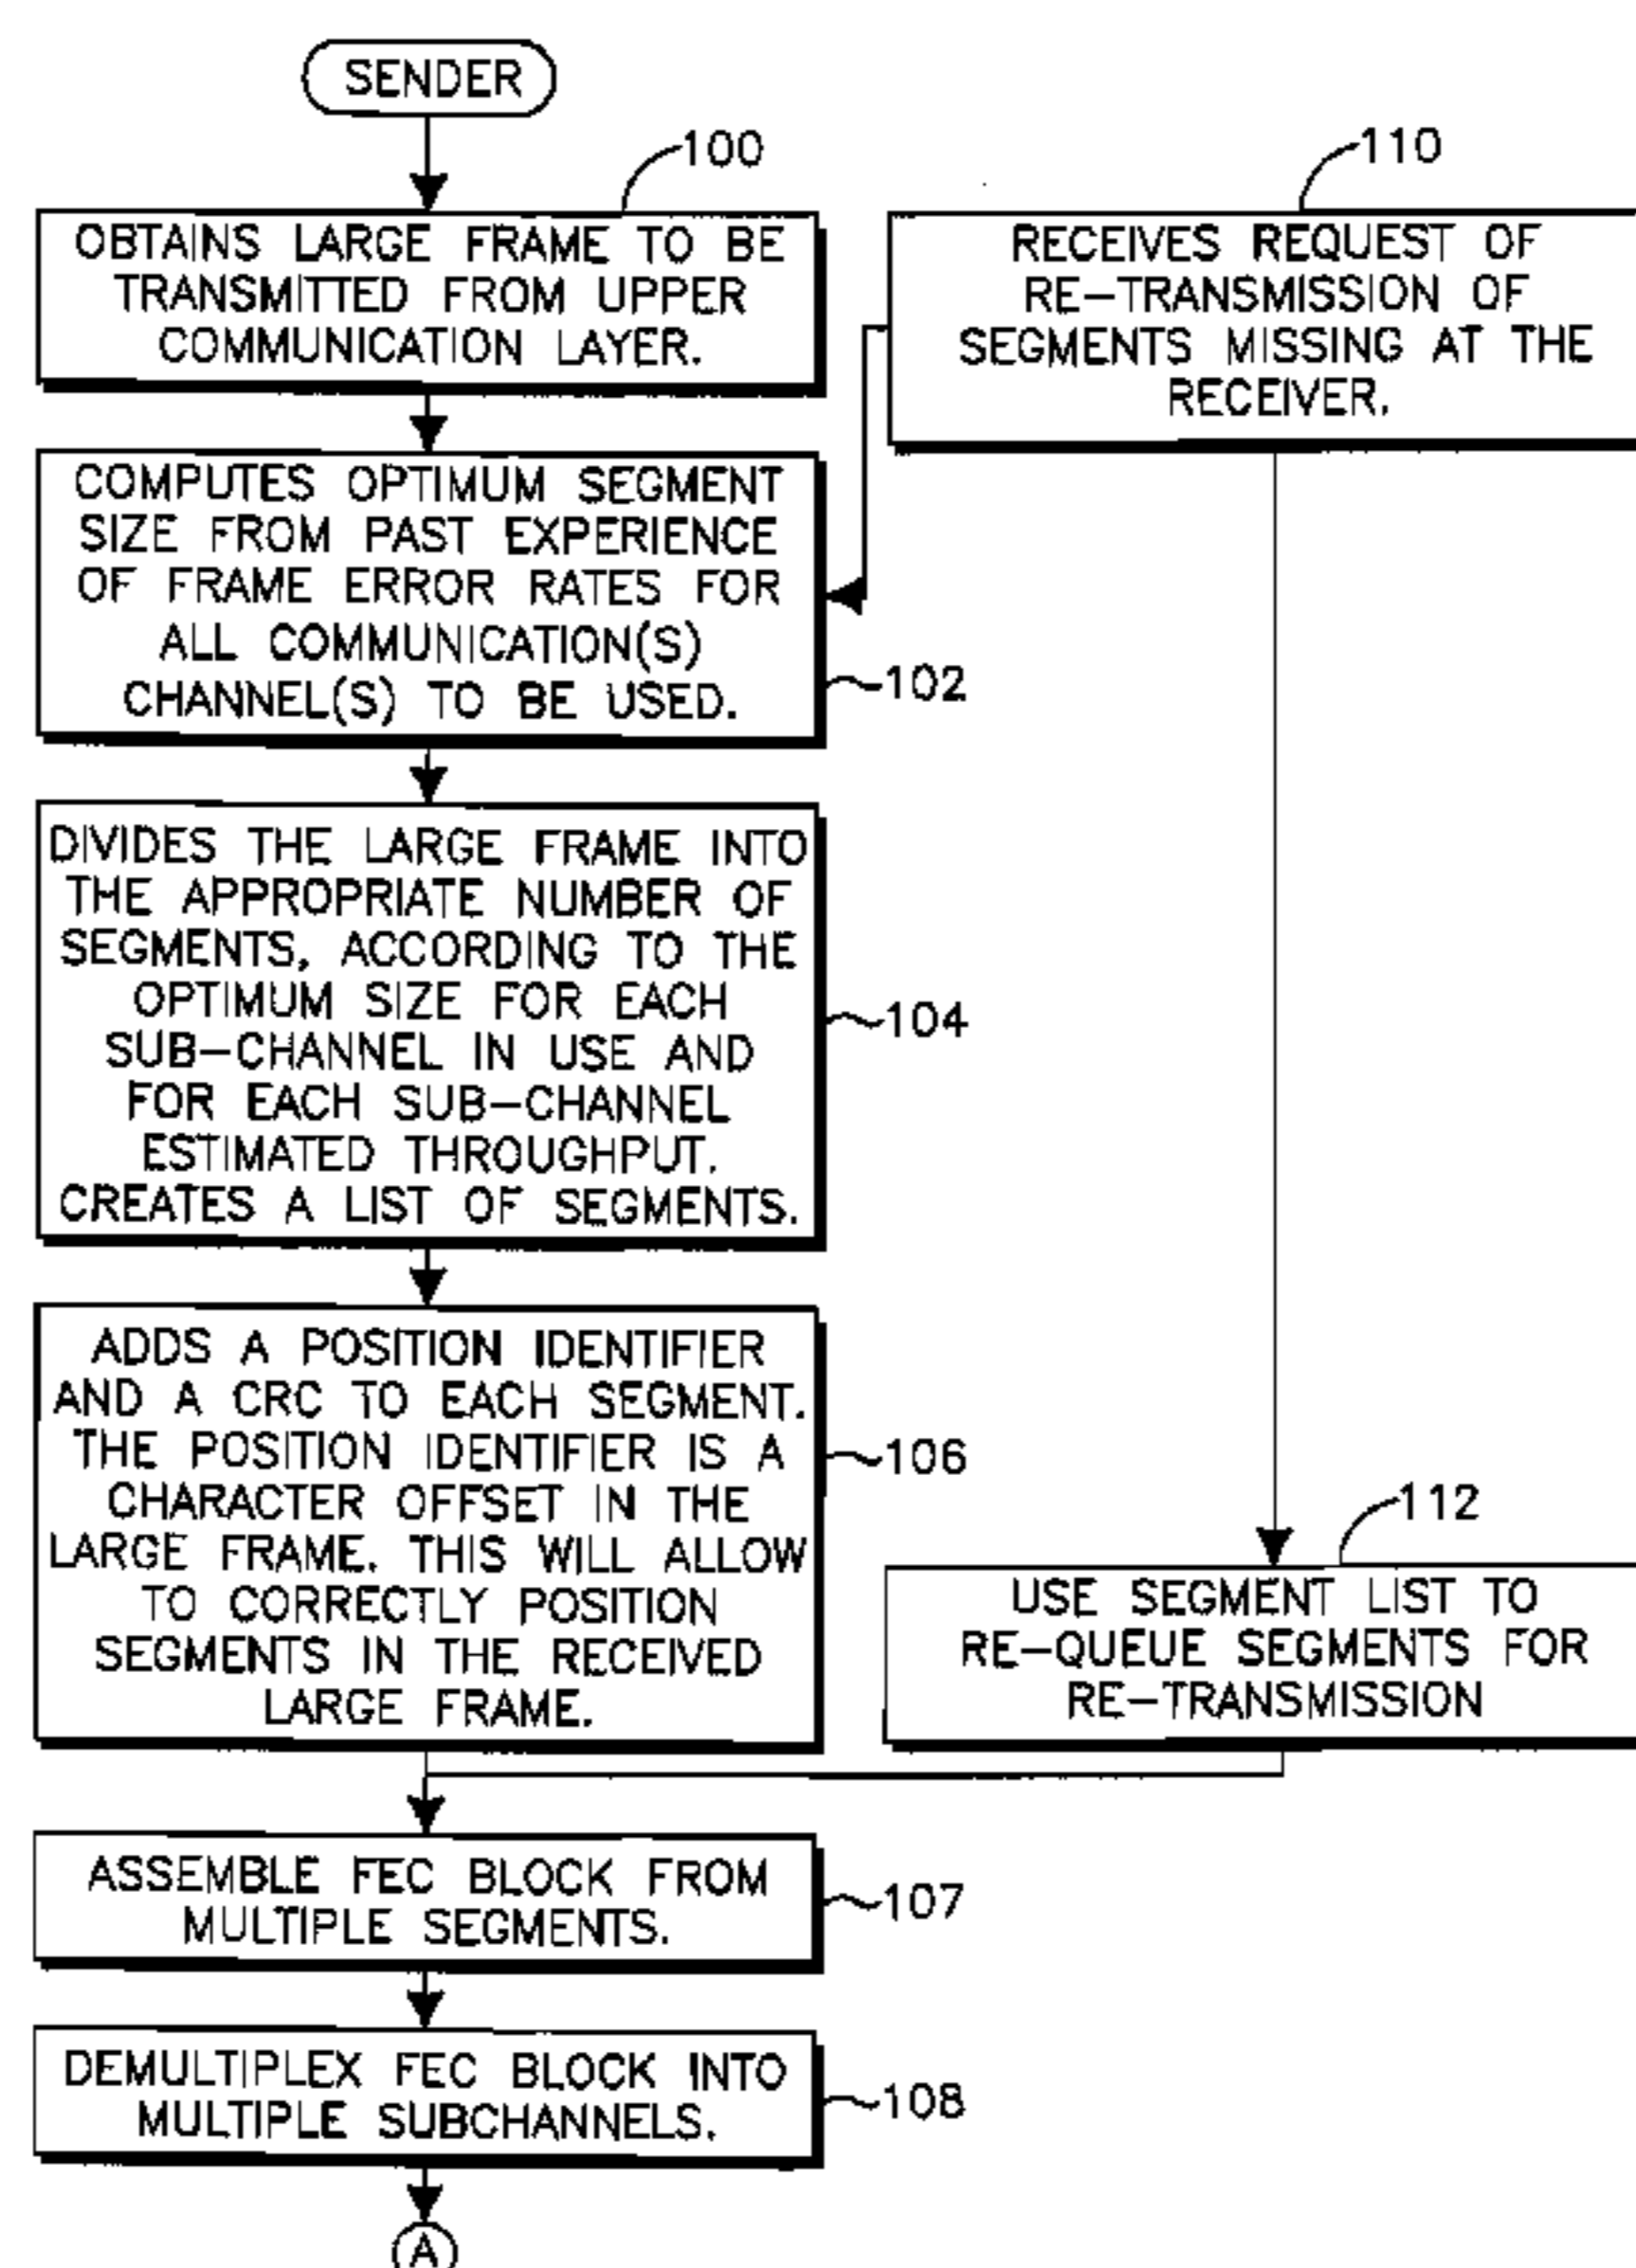 SENDER
100
OBTAINS LARGE FRAME TO BE
TRANSMITTED FROM UPPER
COMMUNICATION LAYER.
110
RECEIVES REQUEST OF
RE-TRANSMISSION OF
SEGMENTS MISSING AT THE
RECEIVER.
COMPUTES OPTIMUM SEGMENT
SIZE FROM PAST EXPERIENCE
OF FRAME ERROR RATES FOR
ALL COMMUNICATION(S)
CHANNEL(S) TO BE USED.
102
DIVIDES THE LARGE FRAME INTO
THE APPROPRIATE NUMBER OF
SEGMENTS, ACCORDING TO THE
OPTIMUM SIZE FOR EACH
SUB-CHANNEL IN USE AND
FOR EACH SUB-CHANNEL
ESTIMATED THROUGHPUT.
CREATES A LIST OF SEGMENTS.
104
ADDS A POSITION IDENTIFIER
AND A CRC TO EACH SEGMENT.
THE POSITION IDENTIFIER IS A
CHARACTER OFFSET IN THE
LARGE FRAME. THIS WILL ALLOW
TO CORRECTLY POSITION
SEGMENTS IN THE RECEIVED
LARGE FRAME.
106
112
USE SEGMENT LIST TO
RE-QUEUE SEGMENTS FOR
RE-TRANSMISSION
ASSEMBLE FEC BLOCK FROM
MULTIPLE SEGMENTS.
107
DEMULTIPLEX FEC BLOCK INTO
MULTIPLE SUBCHANNELS.
108
A